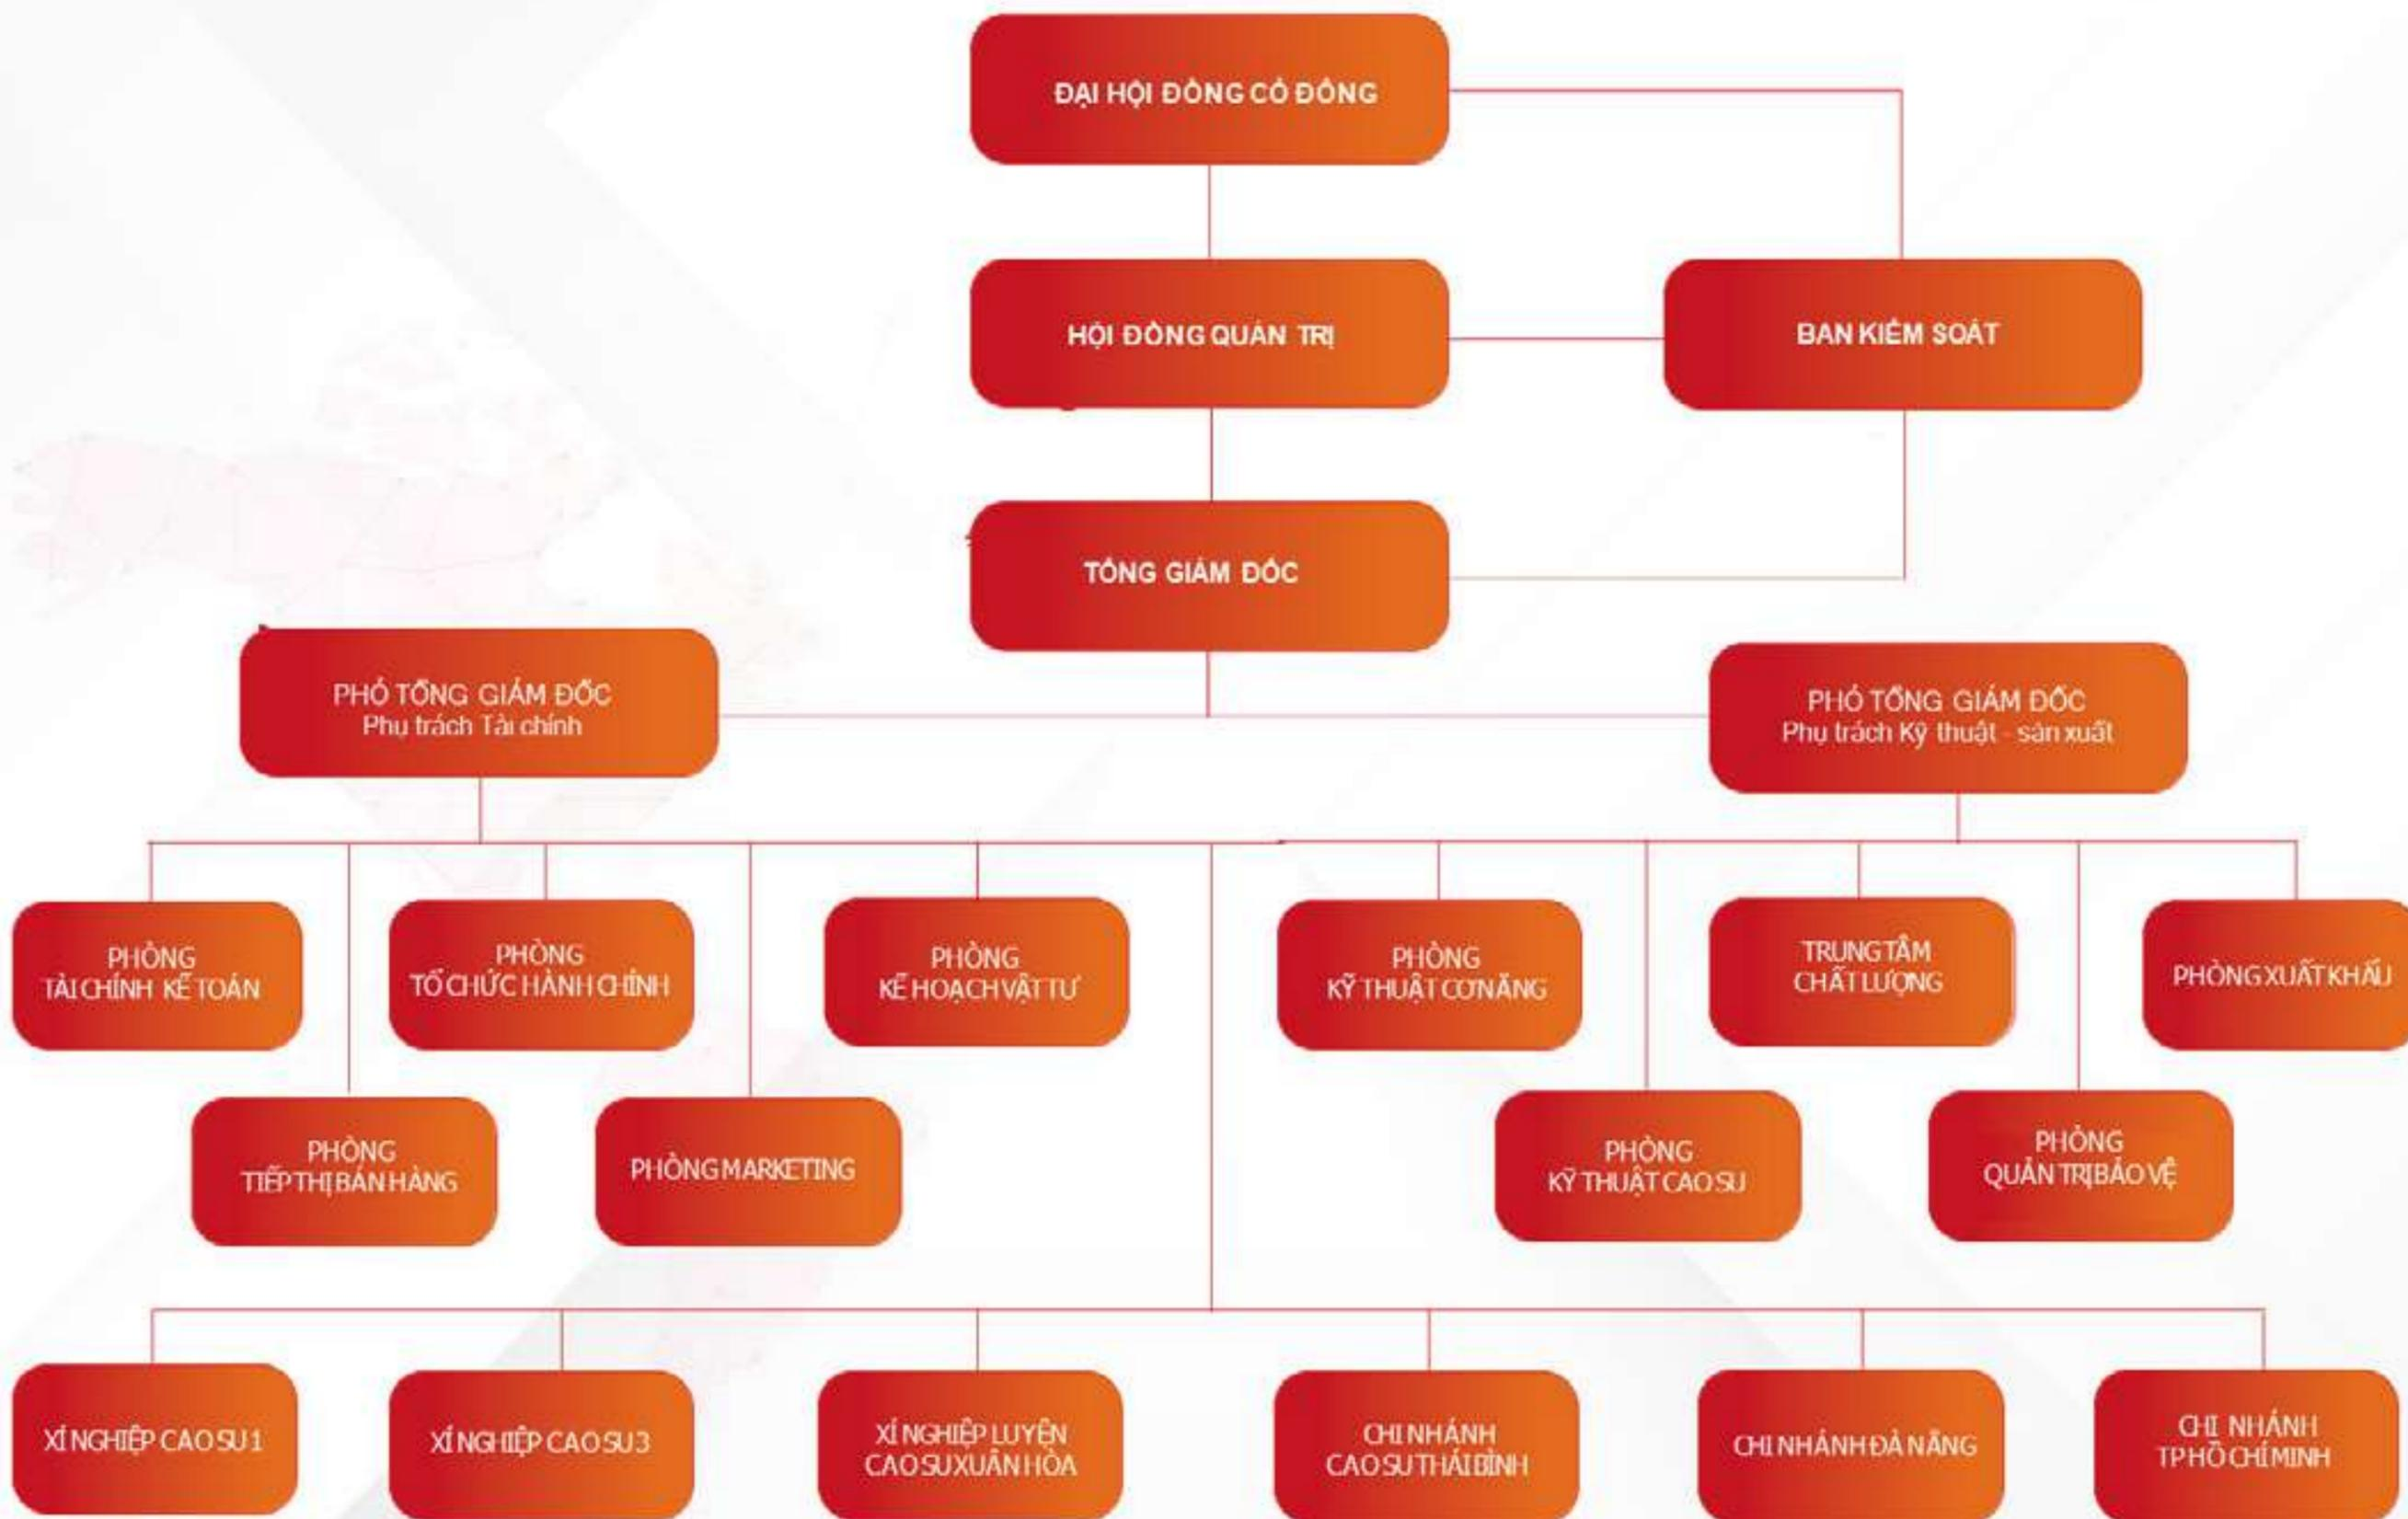 ĐẠI HỘI ĐỒNG CỔ ĐÔNG
HỘI ĐỒNG QUẢN TRỊ
BAN KIỂM SOÁT
TỔNG GIÁM ĐỐC
PHÓ TỔNG GIÁM ĐỐC
Phụ trách Tài chính
PHÓ TỔNG GIÁM ĐỐC
Phụ trách Kỹ thuật - sản xuất
PHÒNG
TÀI CHÍNH KẾ TOÁN
PHÒNG
TỔ CHỨC HÀNH CHÍNH
PHÒNG
KẾ HOẠCH VẬT TƯ
PHÒNG
KỸ THUẬT CƠ NĂNG
TRUNG TÂM
CHẤT LƯỢNG
PHÒNG XUẤT KHẨU
PHÒNG
TIẾP THỊ BÁN HÀNG
PHÒNG MARKETING
PHÒNG
KỸ THUẬT CAO SU
PHÒNG
QUẢN TRỊ BẢO VỆ
XÍ NGHIỆP CAO SU 1
XÍ NGHIỆP CAO SU 3
XÍ NGHIỆP LUYỆN
CAO SU XUÂN HÒA
CHI NHÁNH
CAO SU THÁI BÌNH
CHI NHÁNH ĐÀ NẴNG
CHI NHÁNH
TP HỒ CHÍ MINH